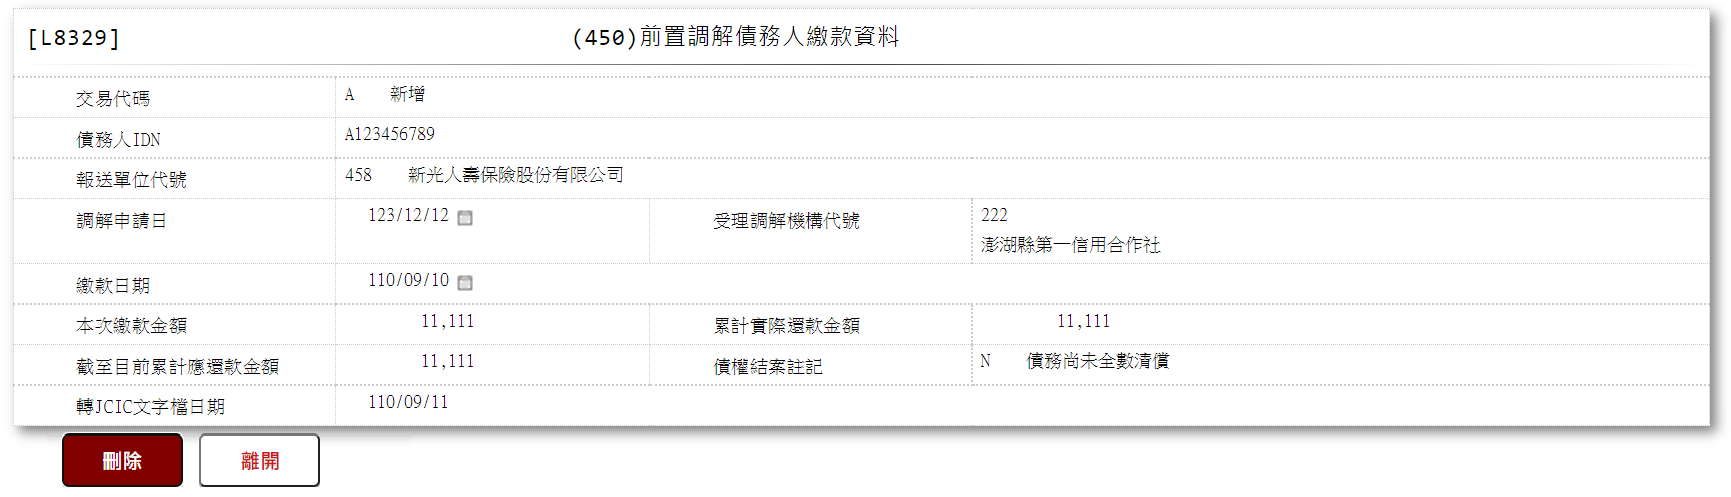 [L8329] (450)前置調解債務人繳款資料
交易代碼 A 新增
債務人IDN A123456789
報送單位代號 458 新光人壽保險股份有限公司
調解申請日 123/12/12 受理調解機構代號 222
澎湖縣第一信用合作社
繳款日期 110/09/10
本次繳款金額 11,111 累計實際還款金額 11,111
截至目前累計應還款金額 11,111 債權結案註記 N 債務尚未全數清償
轉JCIC文字檔日期 110/09/11
刪除 離開